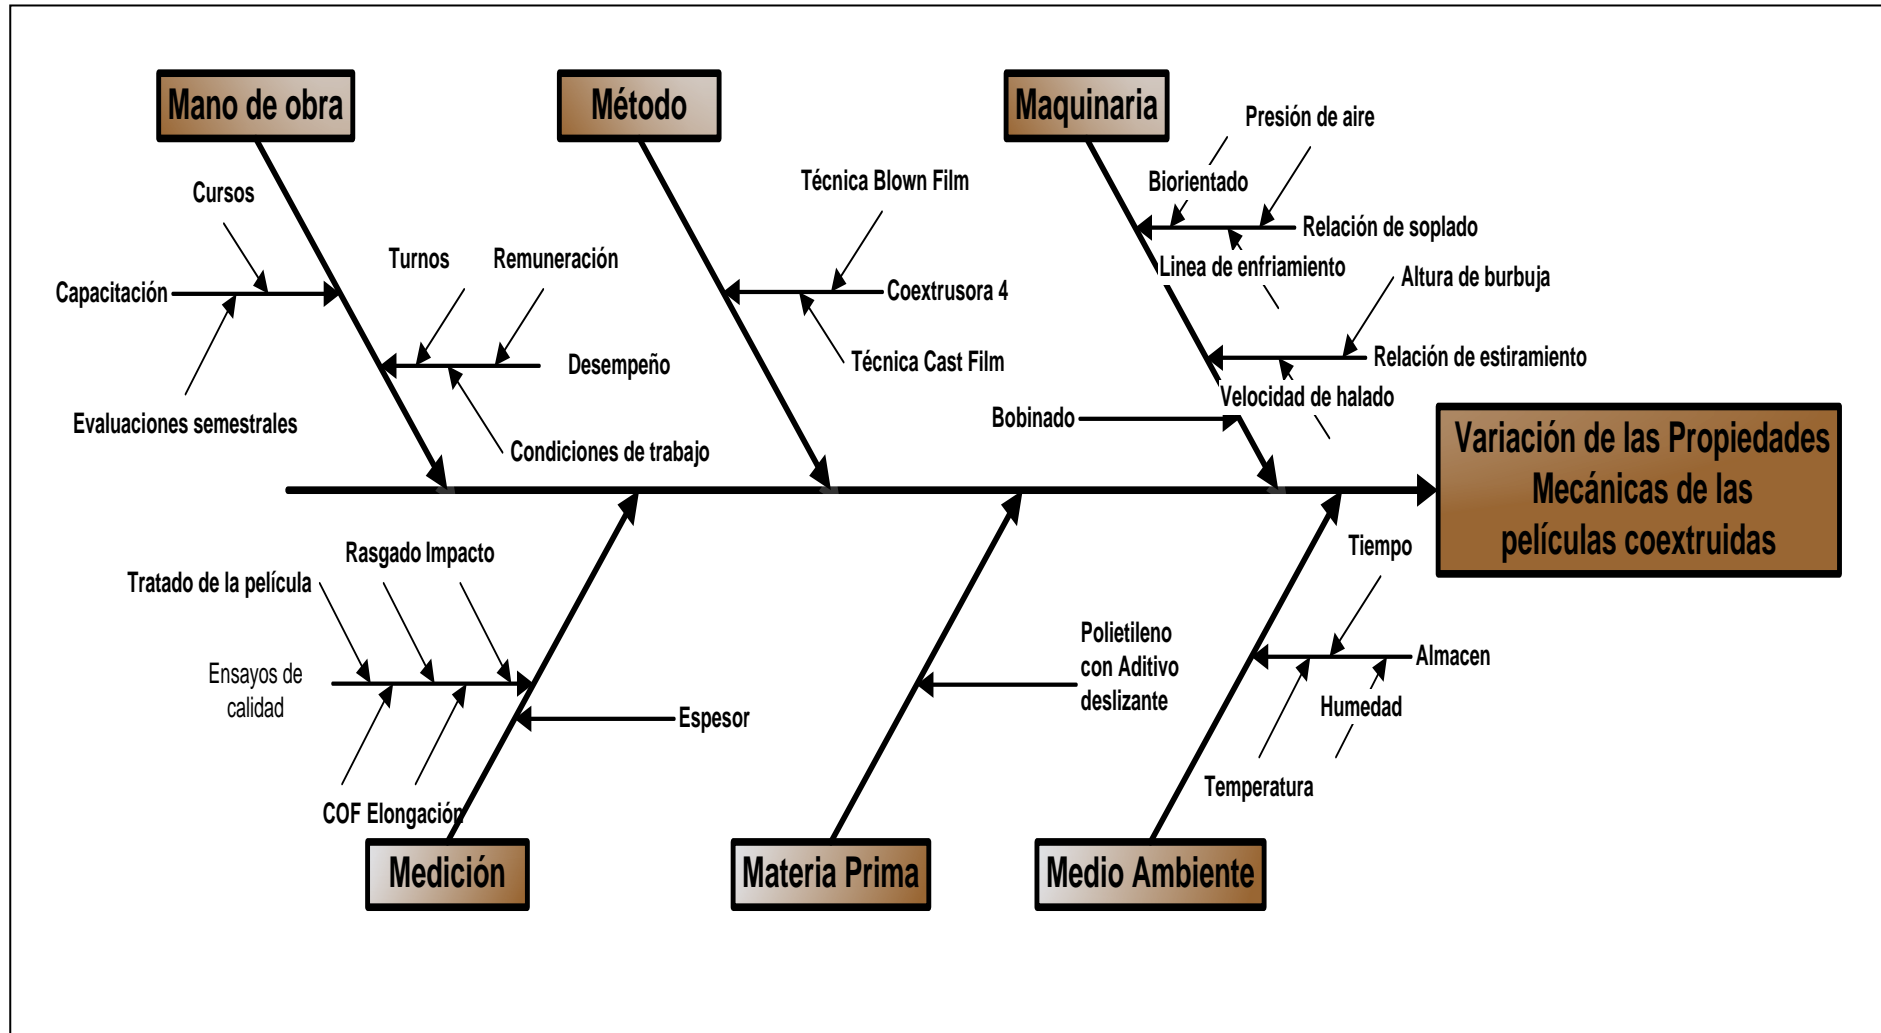 Mano de obra
Método
Maquinaria
Presión de aire
Cursos
Técnica Blown Film
Biorientado
Relación de soplado
Turnos
Remuneración
Linea de enfriamiento
Altura de burbuja
Capacitación
Coextrusora 4
Desempeño
Técnica Cast Film
Relación de estiramiento
Velocidad de halado
Evaluaciones semestrales
Bobinado
Condiciones de trabajo
Variación de las Propiedades
Mecánicas de las
películas coextruidas
Rasgado Impacto
Tiempo
Tratado de la película
Polietileno
con Aditivo
deslizante
Almacen
Ensayos de
calidad
Espesor
Humedad
Temperatura
COF Elongación
Medición
Materia Prima
Medio Ambiente